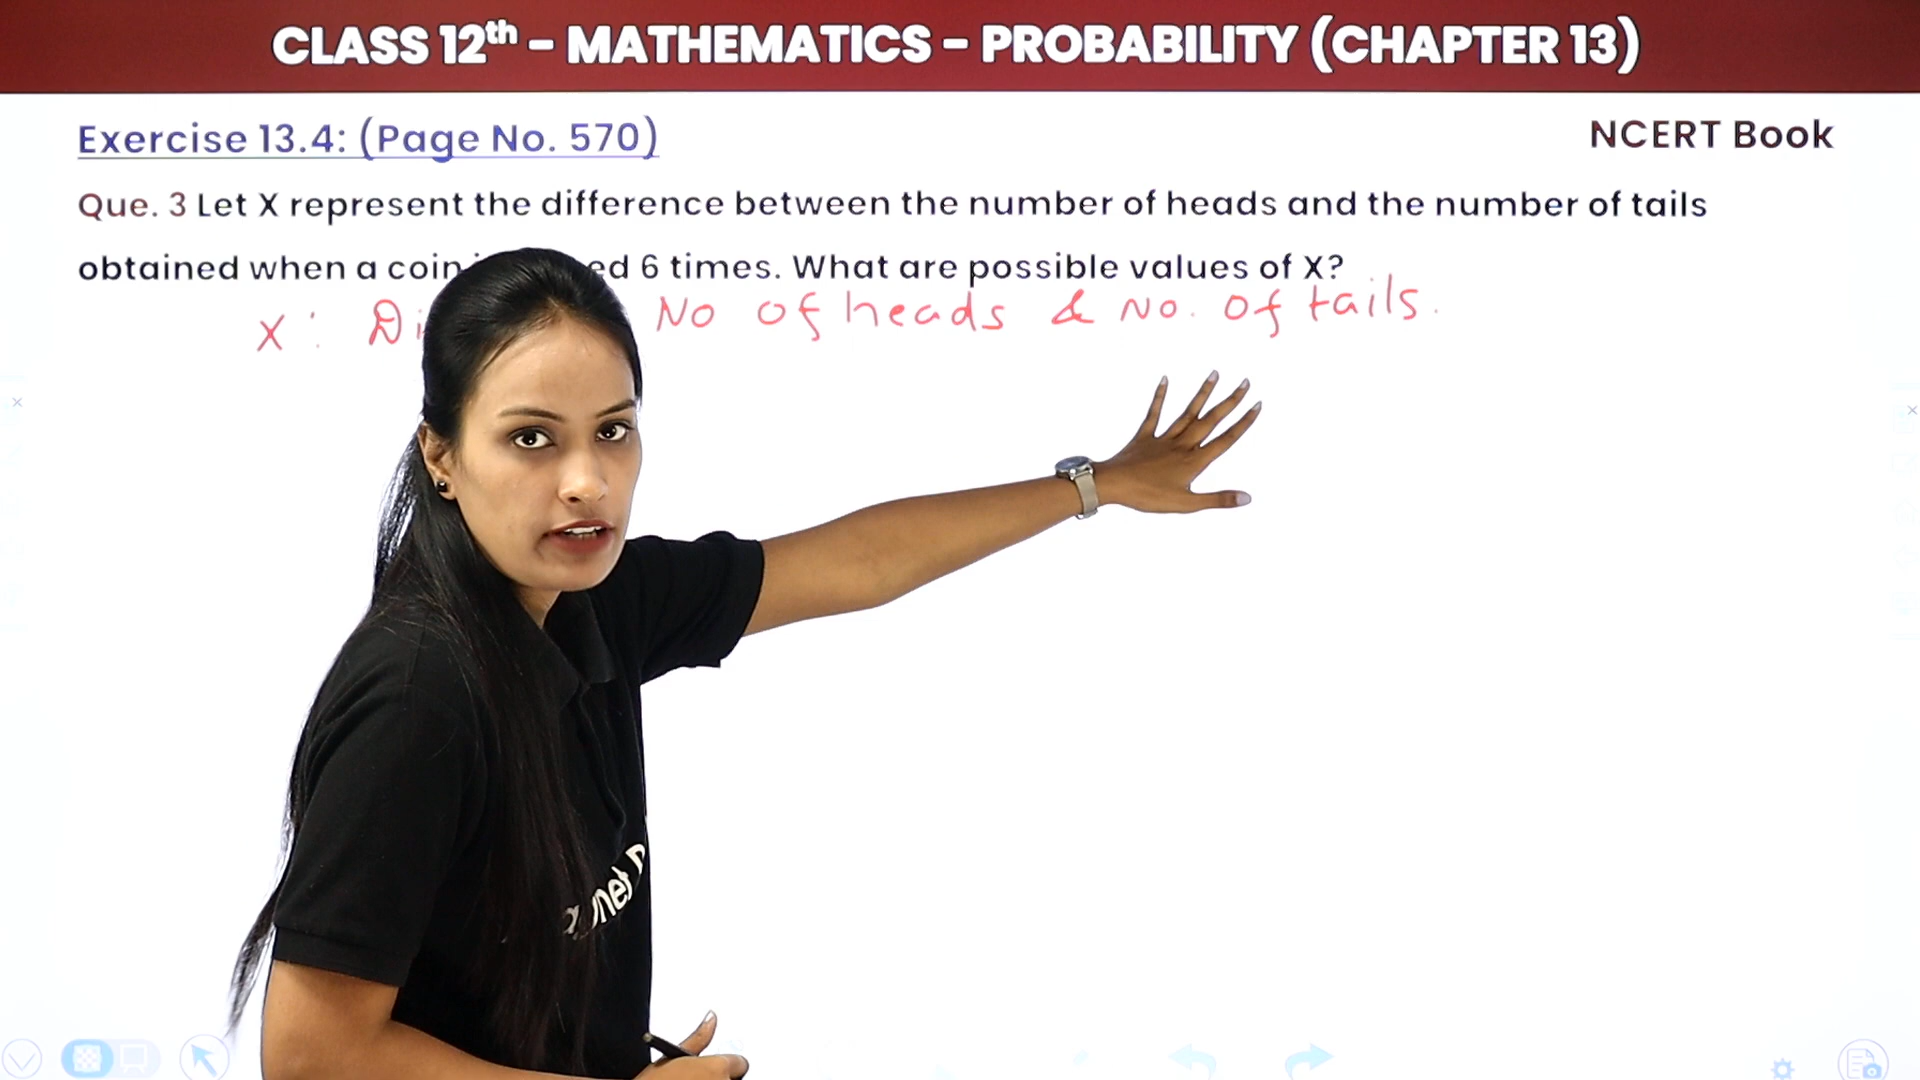 CLASS 12th - MATHEMATICS - PROBABILITY (CHAPTER 13)
Exercise 13.4: (Page No. 570)
NCERT Book
Que. 3 Let X represent the difference between the number of heads and the number of tails
obtained when a coin 6 times. What are possible values of X?
X: No of heads & No. of tails.